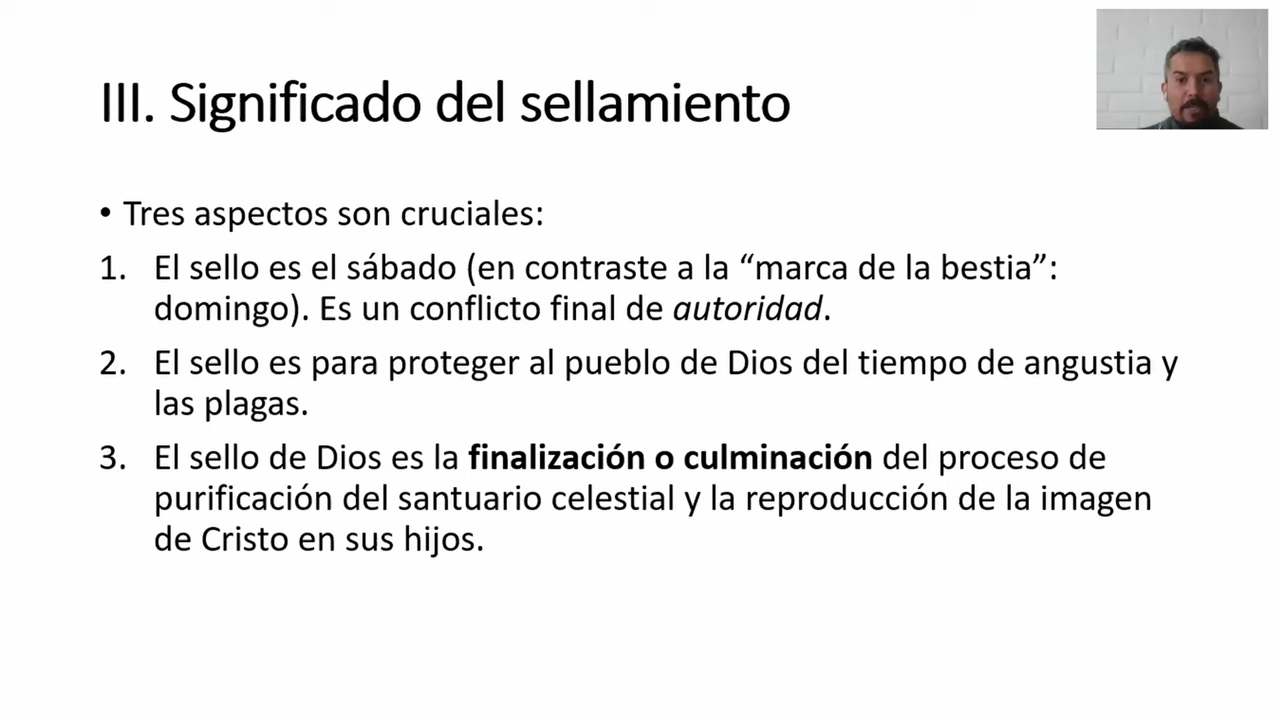 III. Significado del sellamiento
• Tres aspectos son cruciales:
1. El sello es el sábado (en contraste a la “marca de la bestia”:
domingo). Es un conflicto final de autoridad.
2. El sello es para proteger al pueblo de Dios del tiempo de angustia y
las plagas.
3. El sello de Dios es la finalización o culminación del proceso de
purificación del santuario celestial y la reproducción de la imagen
de Cristo en sus hijos.